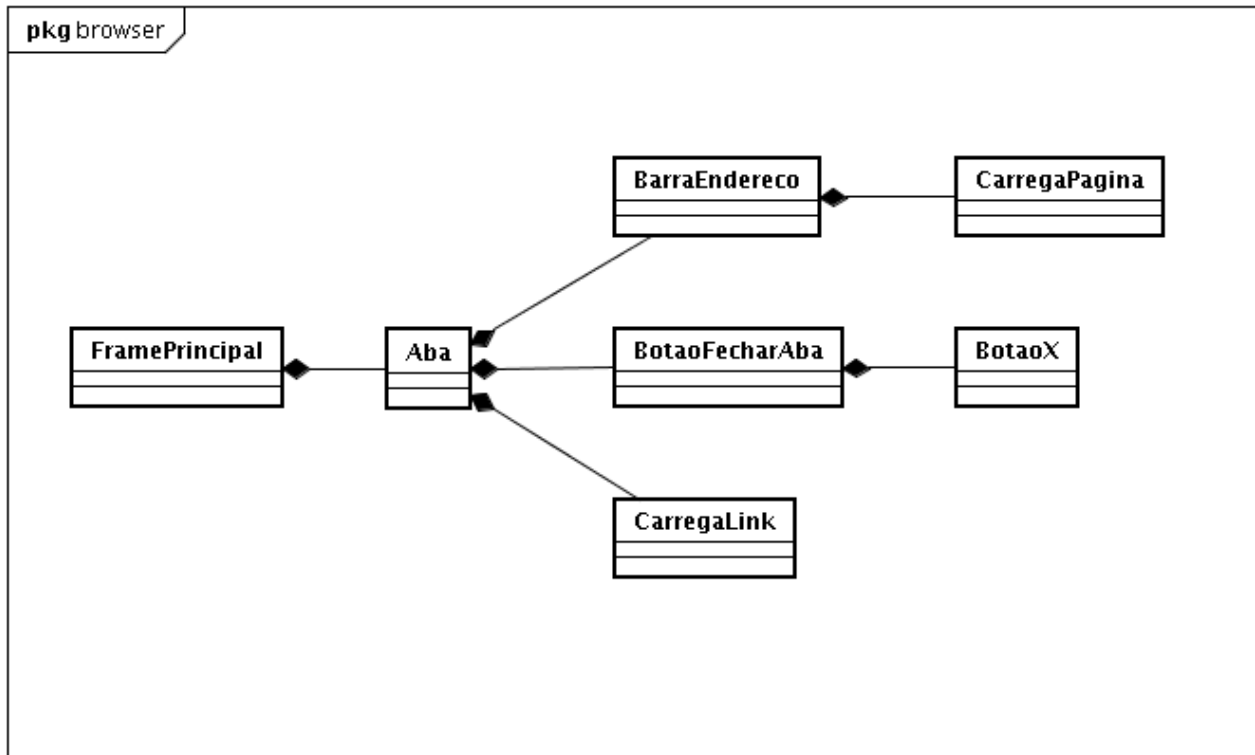 pkg browser
BarraEndereco
CarregaPagina
FramePrincipal
Aba
BotaoFecharAba
BotaoX
CarregaLink